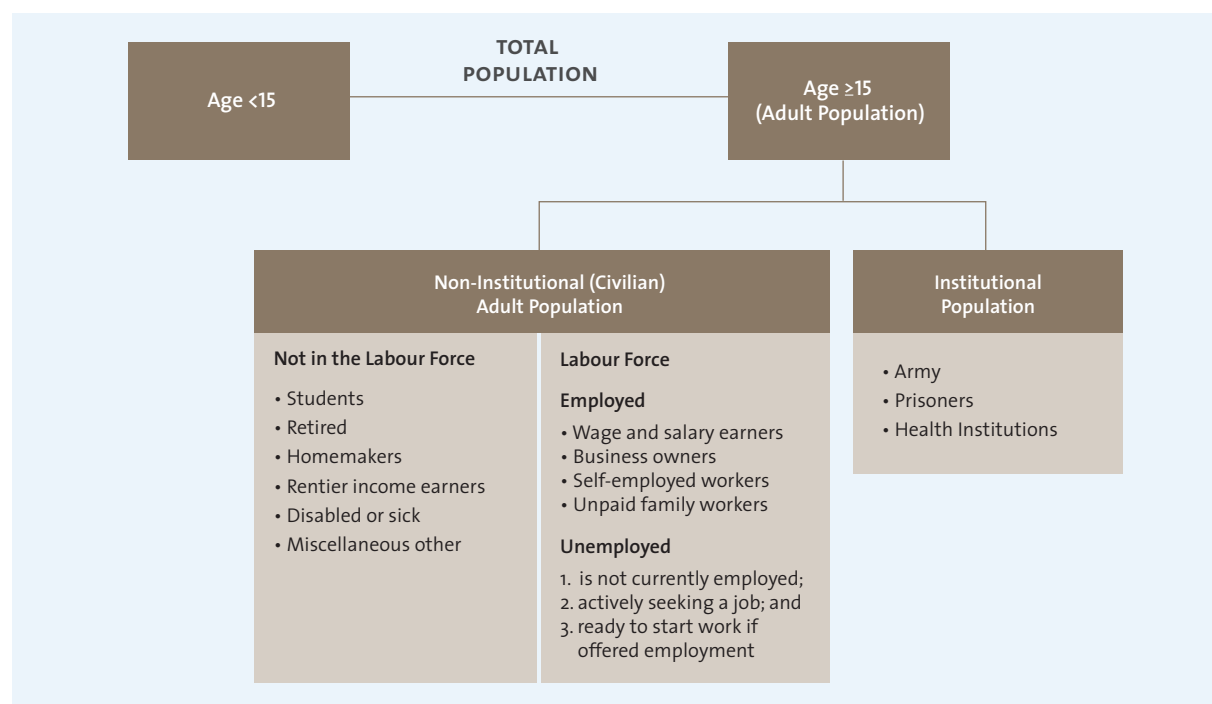 TOTAL
POPULATION
Age <15
Age ≥15
(Adult Population)
Non-Institutional (Civilian)
Adult Population
Not in the Labour Force
• Students
• Retired
• Homemakers
• Rentier income earners
• Disabled or sick
• Miscellaneous other
Labour Force
Employed
• Wage and salary earners
• Business owners
• Self-employed workers
• Unpaid family workers
Unemployed
1. is not currently employed;
2. actively seeking a job; and
3. ready to start work if
offered employment
Institutional
Population
• Army
• Prisoners
• Health Institutions